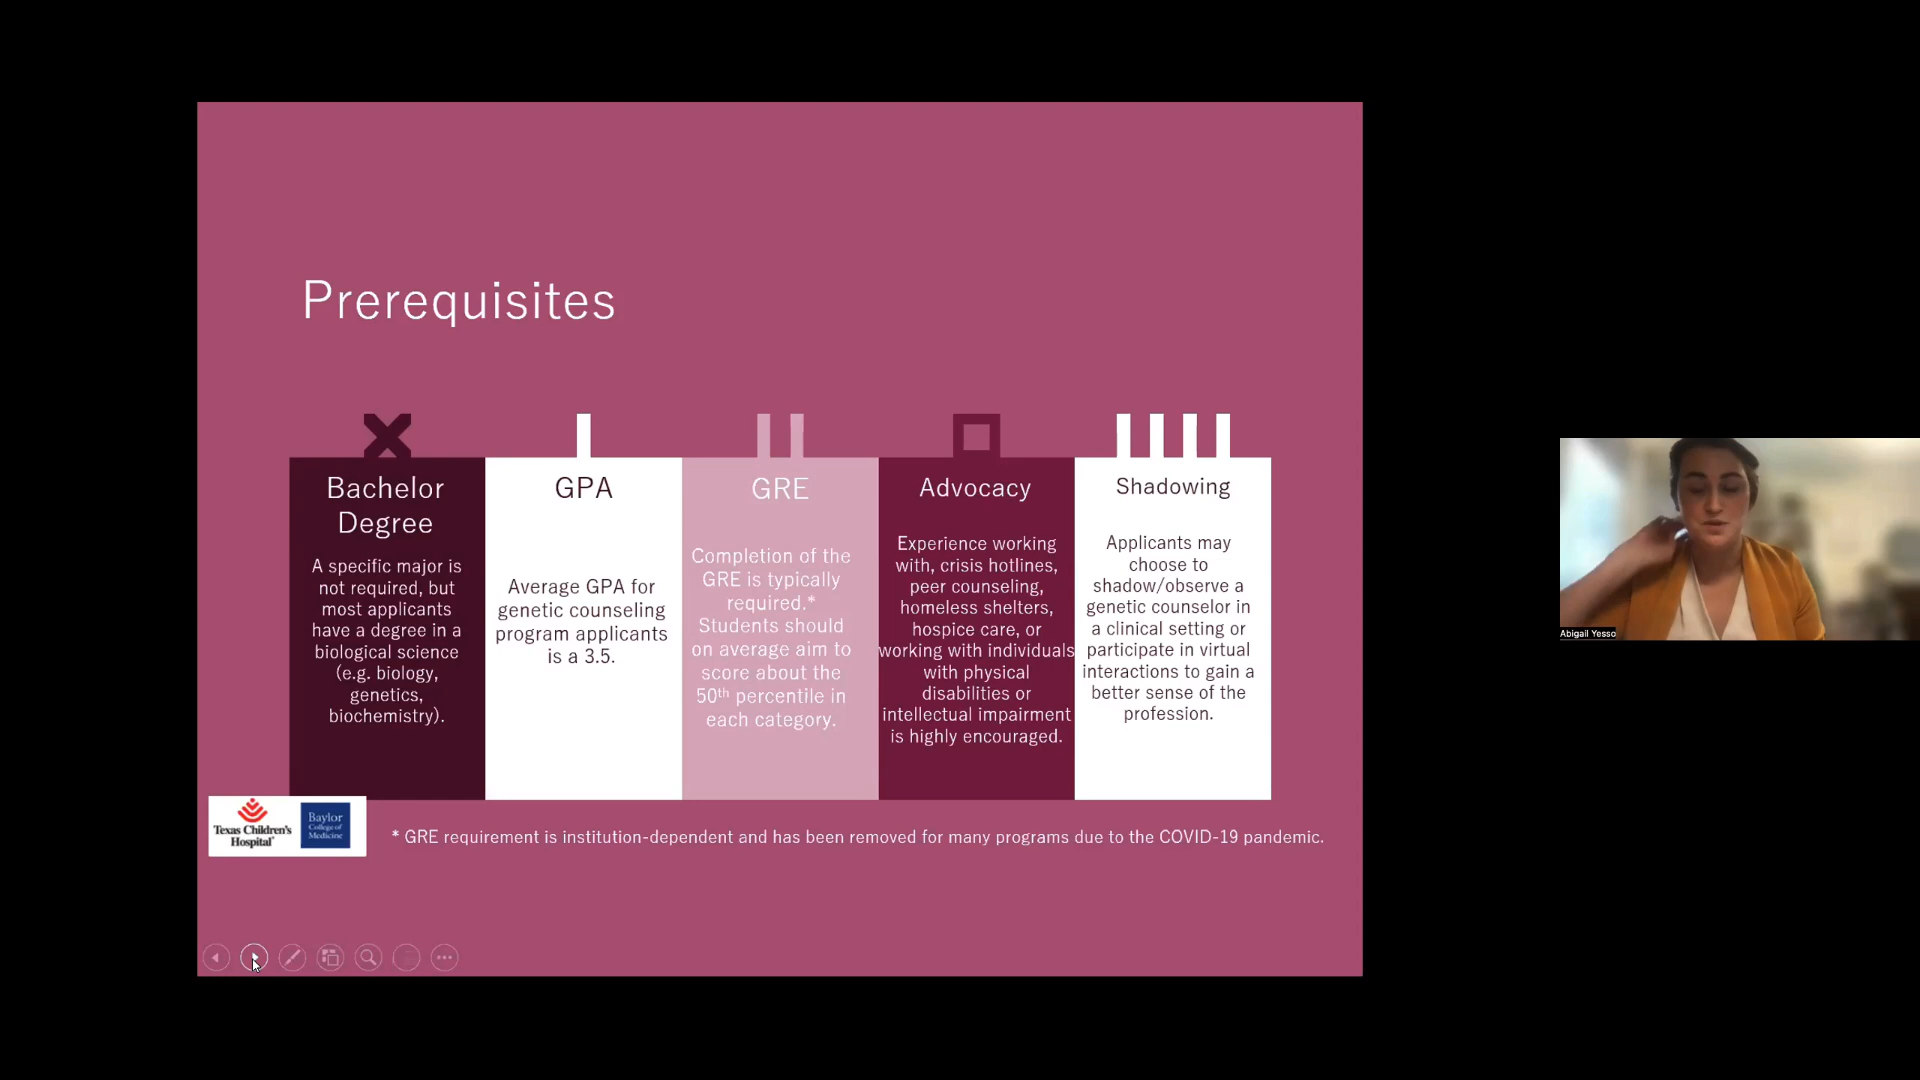 Prerequisites
Bachelor
Degree
A specific major is
not required, but
most applicants
have a degree in a
biological science
(e.g. biology,
genetics,
biochemistry).
GPA
Average GPA for
genetic counseling
program applicants
is a 3.5.
GRE
Completion of the
GRE is typically
required.*
Students should
on average aim to
score about the
50th percentile in
each category.
Advocacy
Experience working
with, crisis hotlines,
peer counseling,
homeless shelters,
hospice care, or
working with individuals
with physical
disabilities or
intellectual impairment
is highly encouraged.
Shadowing
Applicants may
choose to
shadow/observe a
genetic counselor in
a clinical setting or
participate in virtual
interactions to gain a
better sense of the
profession.
Texas Children's
Hospital
Baylor
College of
Medicine
* GRE requirement is institution-dependent and has been removed for many programs due to the COVID-19 pandemic.
Abigail Yesso